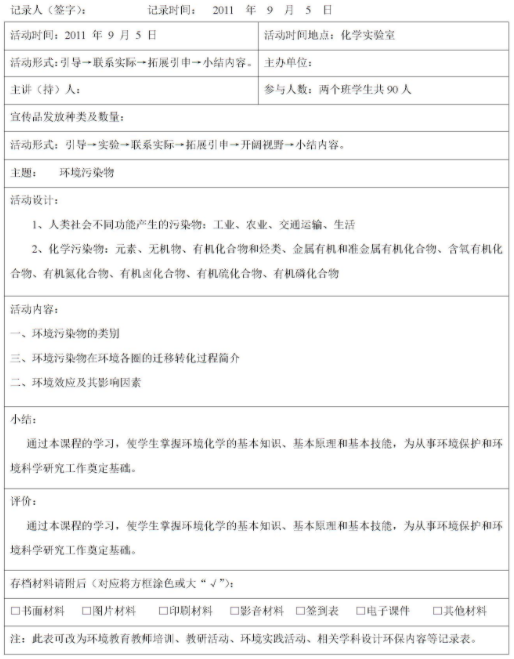 记录人（签字）： 记录时间： 2011 年 9 月 5 日
活动时间：2011 年 9 月 5 日 活动时间地点：化学实验室
活动形式：引导→联系实际→拓展引申→小结内容。 主办单位：
主讲（持）人： 参与人数：两个班学生共90人
宣传品发放种类及数量：
活动形式：引导→实验→联系实际→拓展引申→开阔视野→小结内容。
主题： 环境污染物
活动设计：
1、人类社会不同功能产生的污染物：工业、农业、交通运输、生活
2、化学污染物：元素、无机物、有机化合物和烃类、金属有机和准金属有机化合物、含氧有机化
合物、有机氮化合物、有机卤化合物、有机硫化合物、有机磷化合物
活动内容：
一、环境污染物的类别
三、环境污染物在环境各圈的迁移转化过程简介
二、环境效应及其影响因素
小结：
通过本课程的学习，使学生掌握环境化学的基本知识、基本原理和基本技能，为从事环境保护和环
境科学研究工作奠定基础。
评价：
通过本课程的学习，使学生掌握环境化学的基本知识、基本原理和基本技能，为从事环境保护和环
境科学研究工作奠定基础。
存档材料请附后（对应将方框涂色或大“√”）：
□书面材料 □图片材料 □印刷材料 □影音材料 □签到表 □电子课件 □其他材料
注：此表可改为环境教育教师培训、教研活动、环境实践活动、相关学科设计环保内容等记录表。